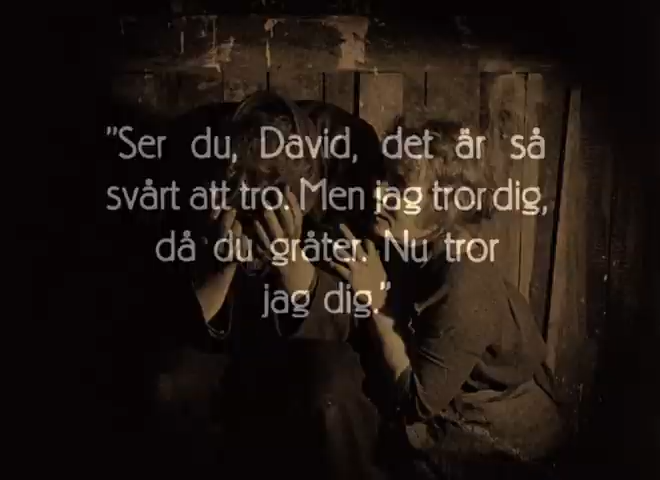 "Ser du, David, det är så
svårt att tro. Men jag tror dig,
då du gråter. Nu tror
jag dig."